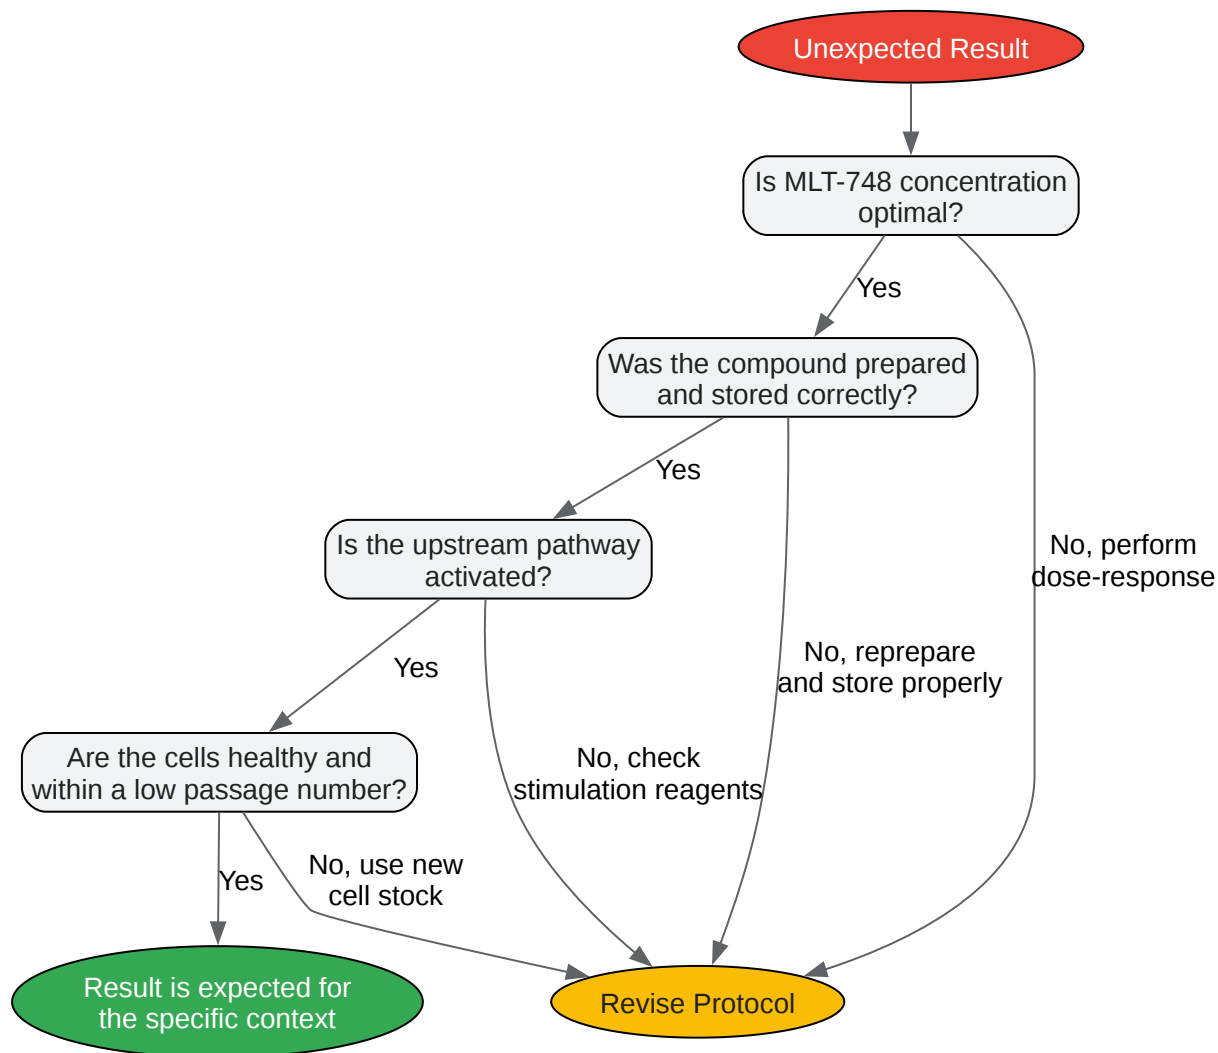 Unexpected Result
Is MLT-748 concentration
optimal?
Yes
Was the compound prepared
and stored correctly?
Yes
Is the upstream pathway
activated?
No, perform
dose-response
Yes
No, reprepare
and store properly
Are the cells healthy and
within a low passage number?
No, check
stimulation reagents
Yes
No, use new
cell stock
Result is expected for
the specific context
Revise Protocol